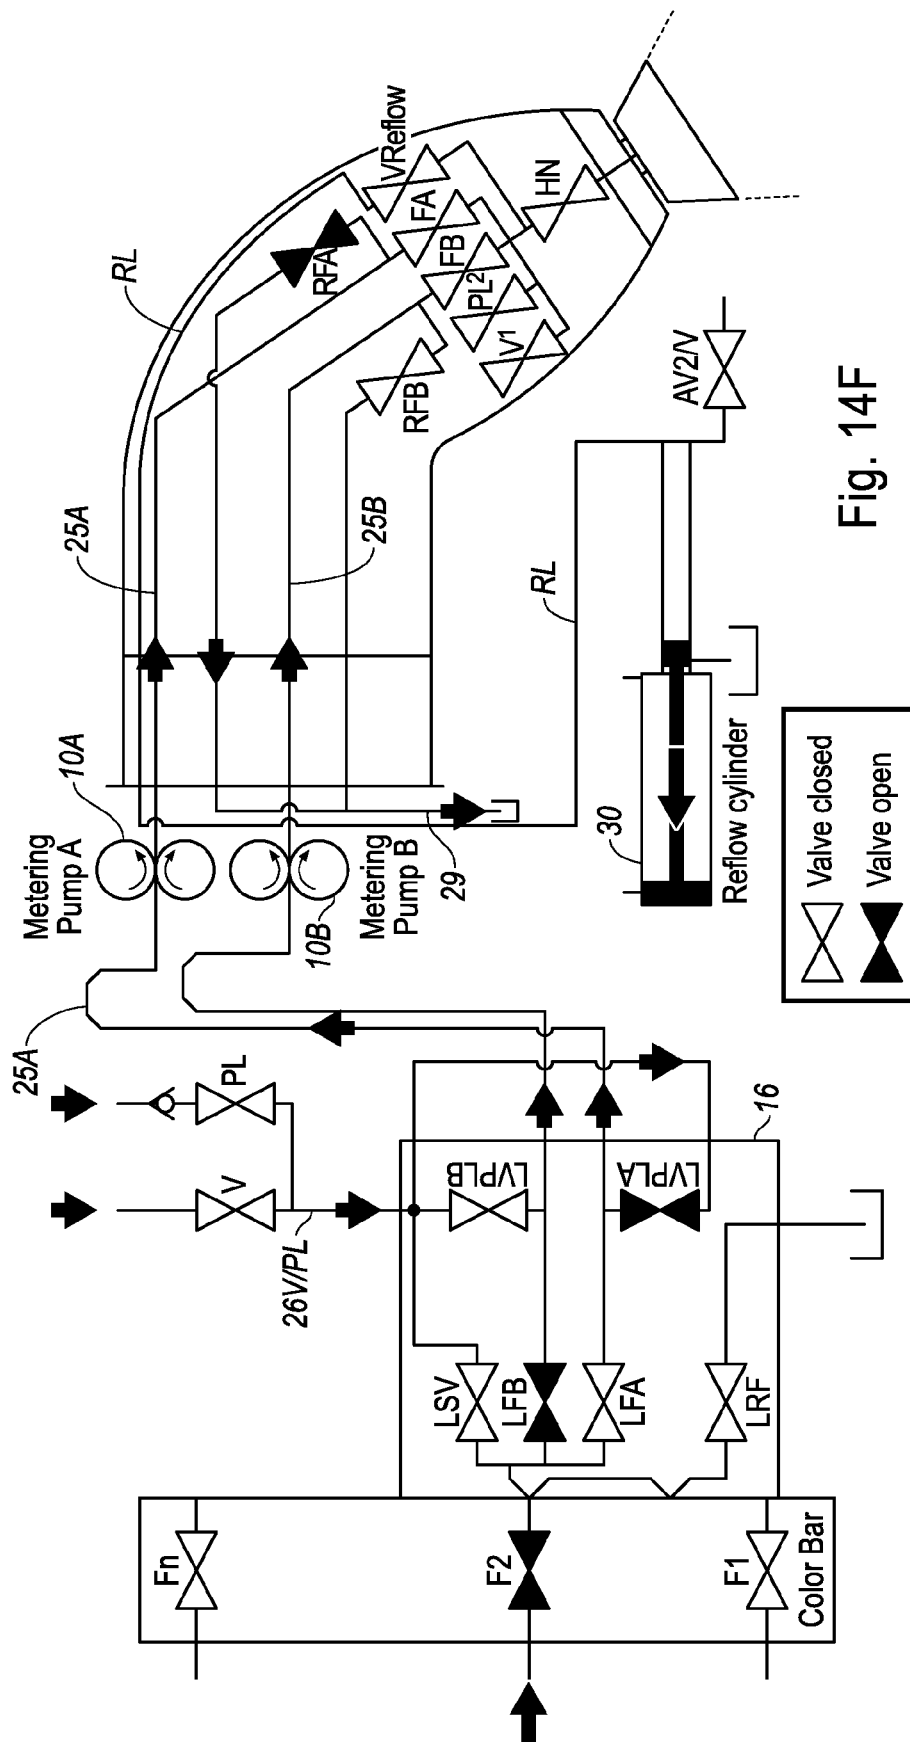 Metering
Pump A
10A
25A
RL
RFA
VReflow
FA
FB
PL2
V1
HN
RFB
25B
25A
PL
V
26V/PL
10B
Metering
Pump B
29
RL
AV2/V
LVPLB
LVPLA
16
LSV
LFB
LFA
LRF
Fn
F2
F1
Color Bar
30
Reflow cylinder
Valve closed
Valve open
Fig. 14F